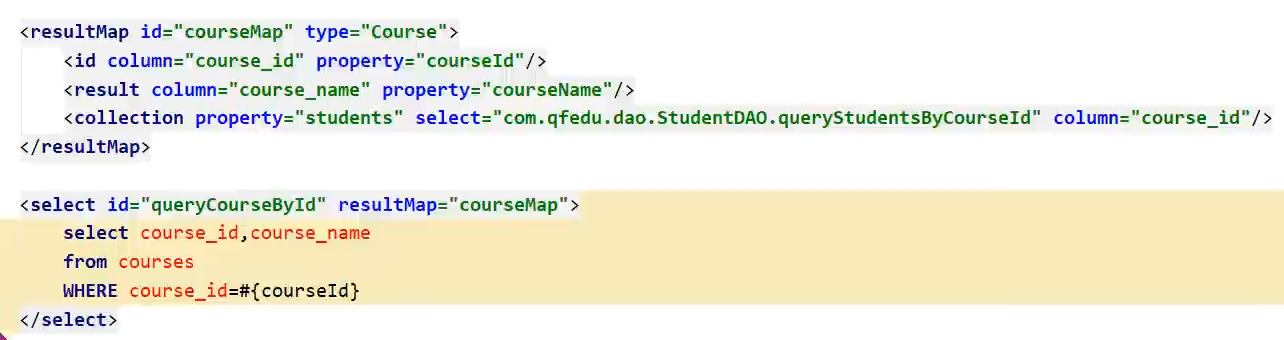 <resultMap id="courseMap" type="Course">
<id column="course_id" property="courseId"/>
<result column="course_name" property="courseName"/>
<collection property="students" select="com.qfedu.dao.StudentDAO.queryStudentsByCourseId" column="course_id"/>
</resultMap>
<select id="queryCourseById" resultMap="courseMap">
select course_id,course_name
from courses
WHERE course_id=#{courseId}
</select>